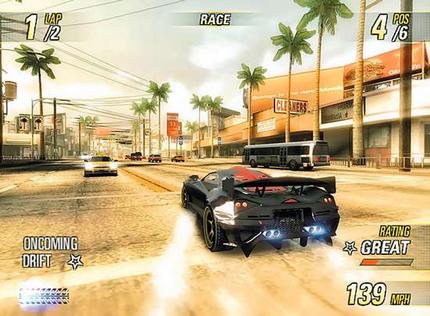 1 LAP
/2
RACE
4 POS
/6
CLEANERS
ONCOMING
DRIFT
RATING
GREAT
139 MPH